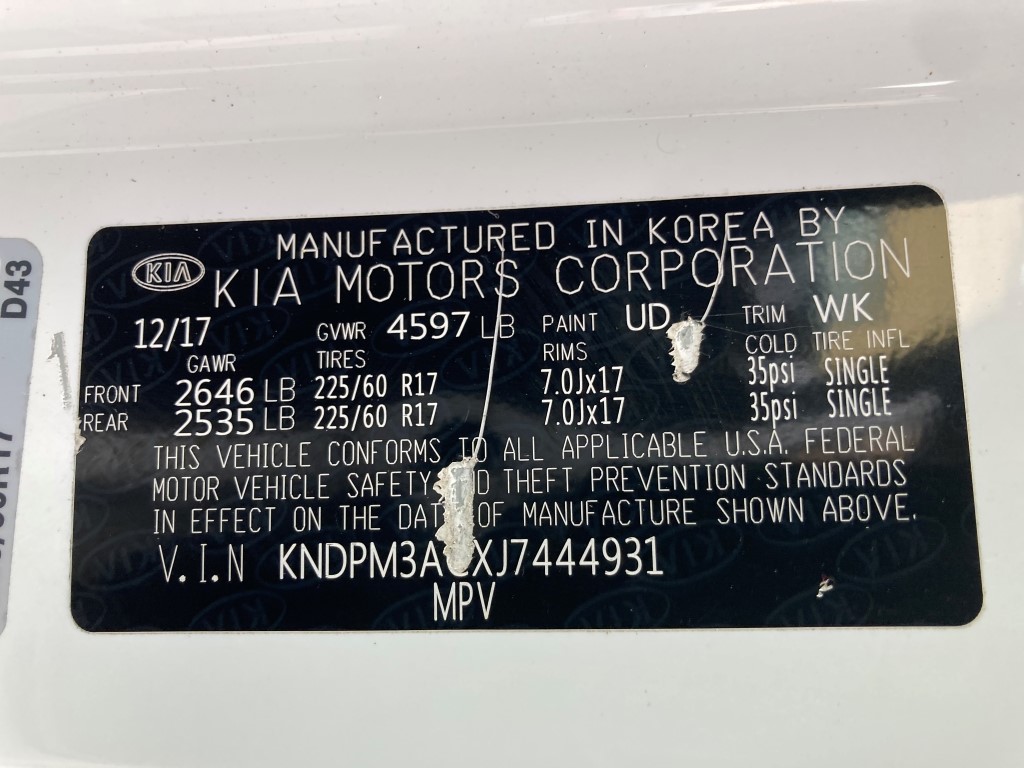 MANUFACTURED IN KOREA BY
KIA KIA MOTORS CORPORATION
12/17 GVWR 4597 LB PAINT UD TRIM WK
GAWR TIRES RIMS COLD TIRE INFL
FRONT 2646 LB 225/60 R17 7.0Jx17 35psi SINGLE
REAR 2535 LB 225/60 R17 7.0Jx17 35psi SINGLE
THIS VEHICLE CONFORMS TO ALL APPLICABLE U.S.A. FEDERAL
MOTOR VEHICLE SAFETY AND THEFT PREVENTION STANDARDS
IN EFFECT ON THE DATE OF MANUFACTURE SHOWN ABOVE.
V.I.N KNDPM3ACXJ7444931
MPV
D43